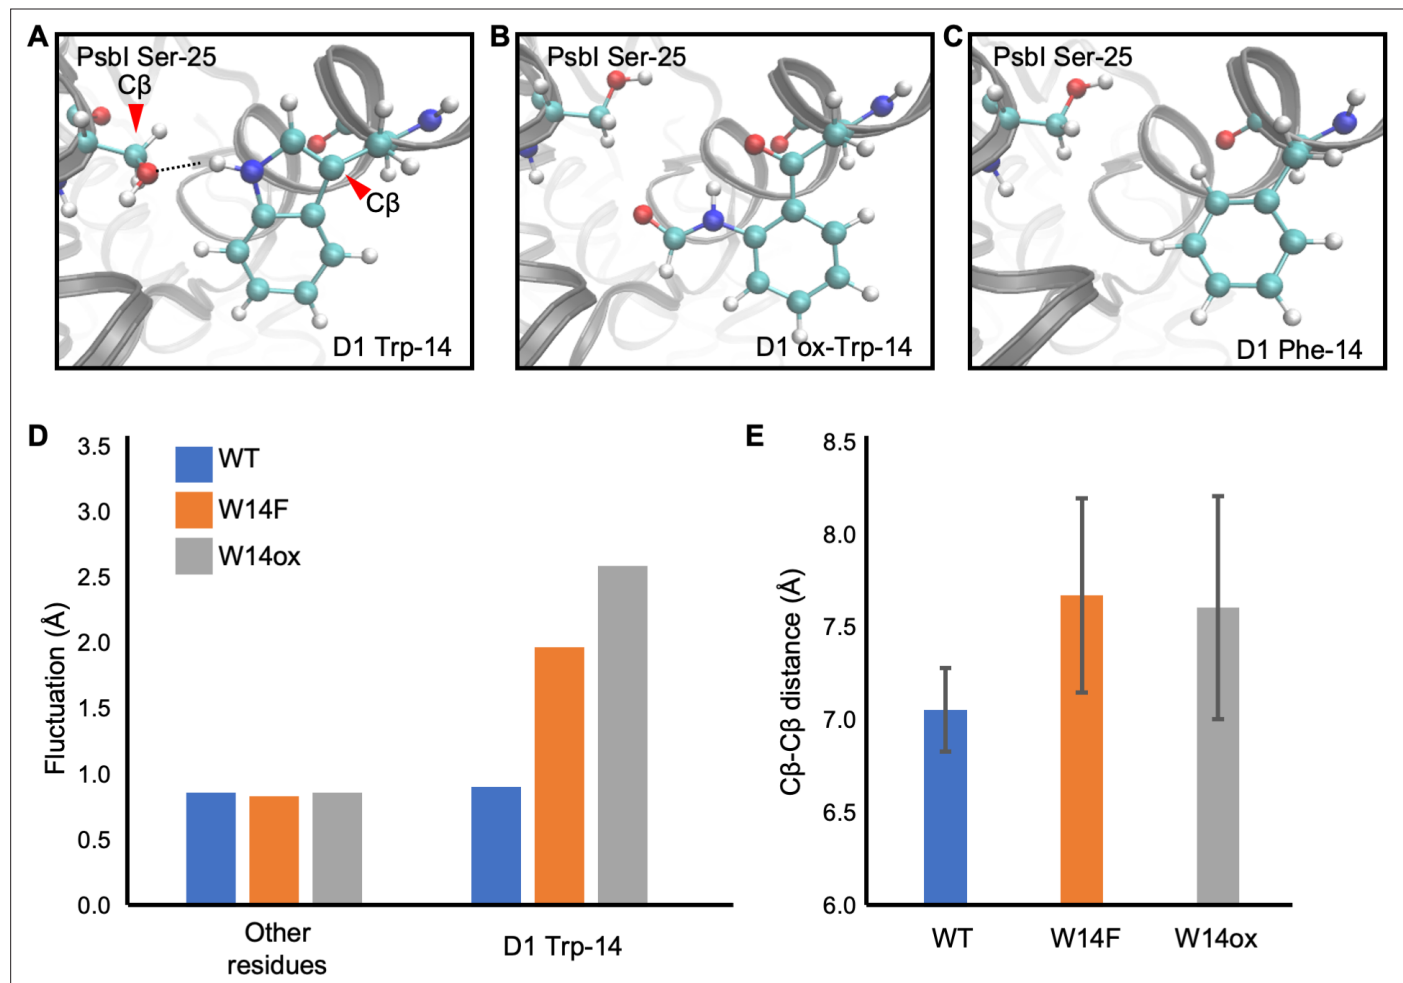 A
PsbI Ser-25
Cβ
Cβ
D1 Trp-14
B
PsbI Ser-25
D1 ox-Trp-14
C
PsbI Ser-25
D1 Phe-14
D
Fluctuation (Å)
3.5
3.0
2.5
2.0
1.5
1.0
0.5
0.0
WT
W14F
W14ox
Other
residues
D1 Trp-14
E
Cβ-Cβ distance (Å)
8.5
8.0
7.5
7.0
6.5
6.0
WT
W14F
W14ox